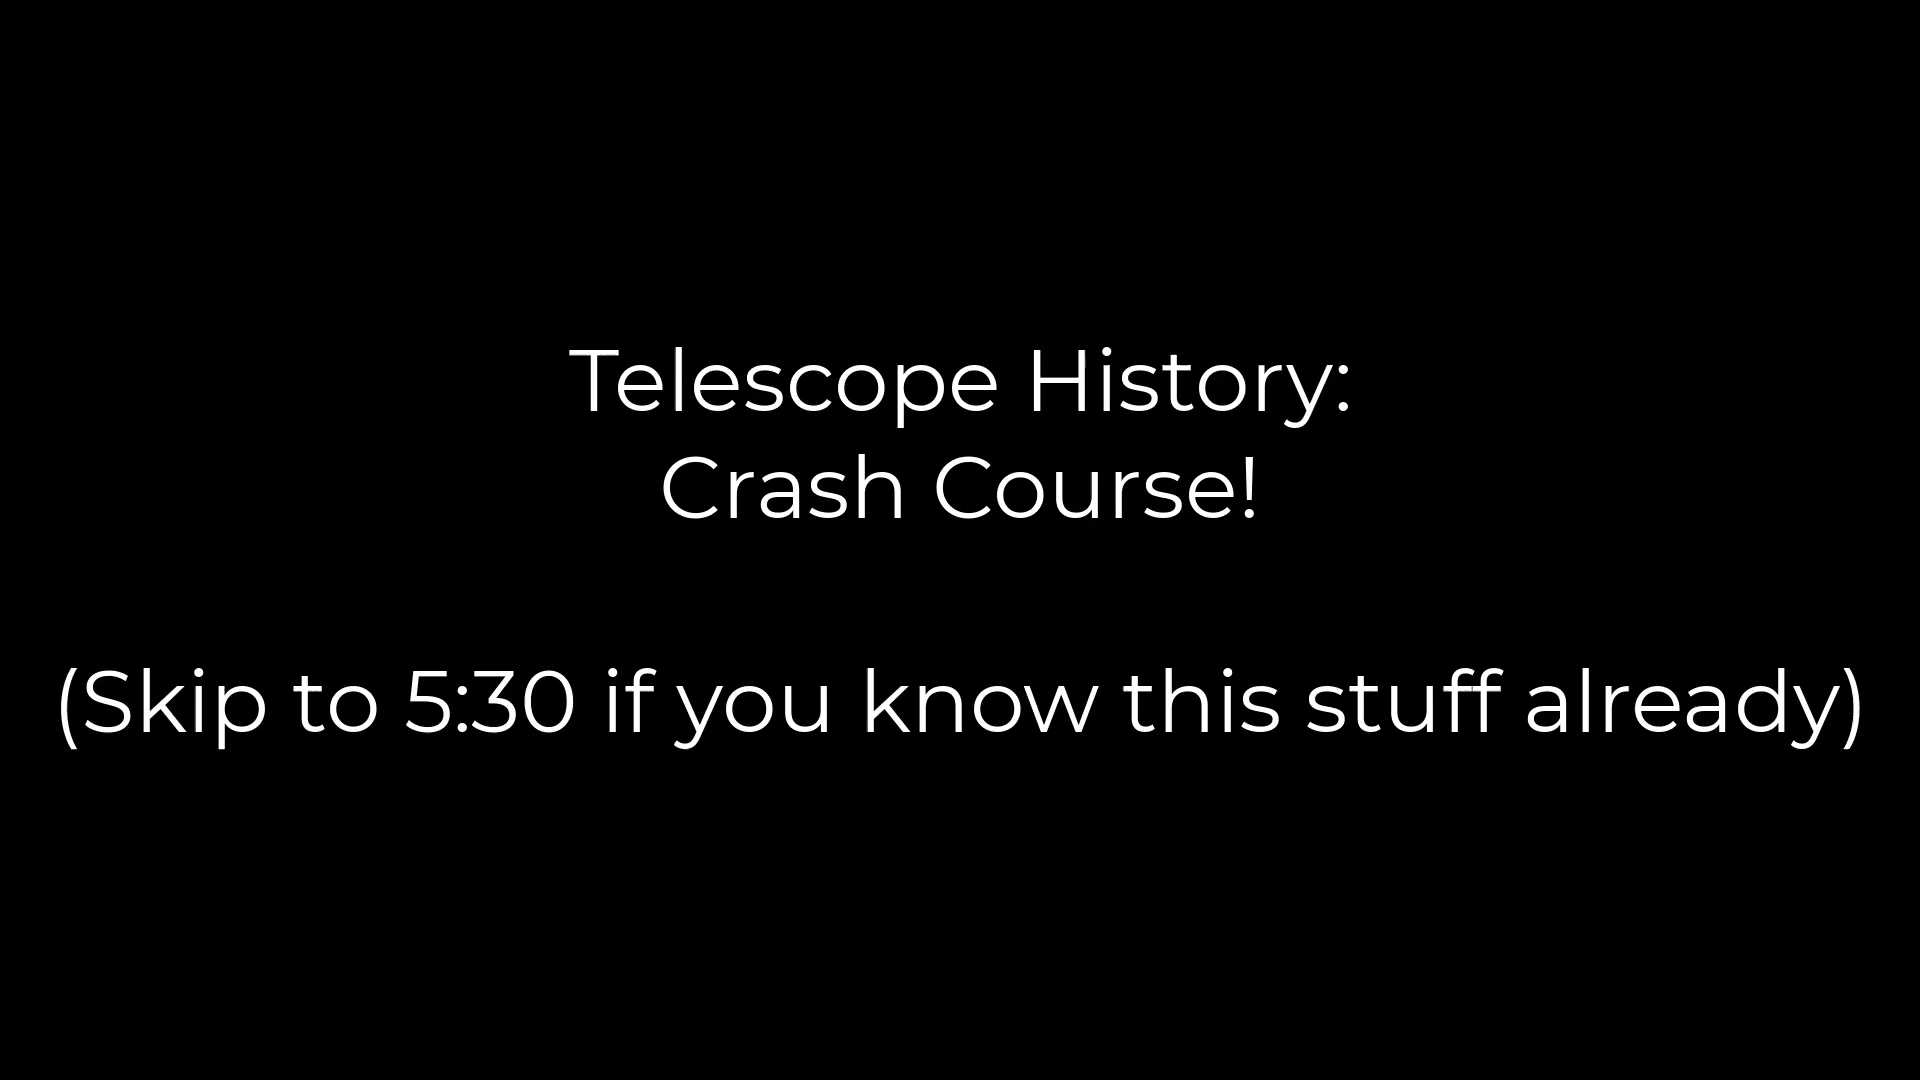 Telescope History:
Crash Course!
(Skip to 5:30 if you know this stuff already)